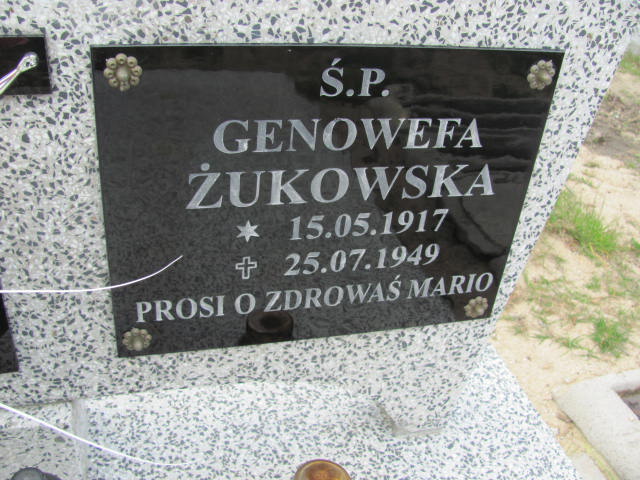 Ś.P.
GENOWEFA
ŻUKOWSKA
15.05.1917
25.07.1949
PROSI O ZDROWAŚ MARIO